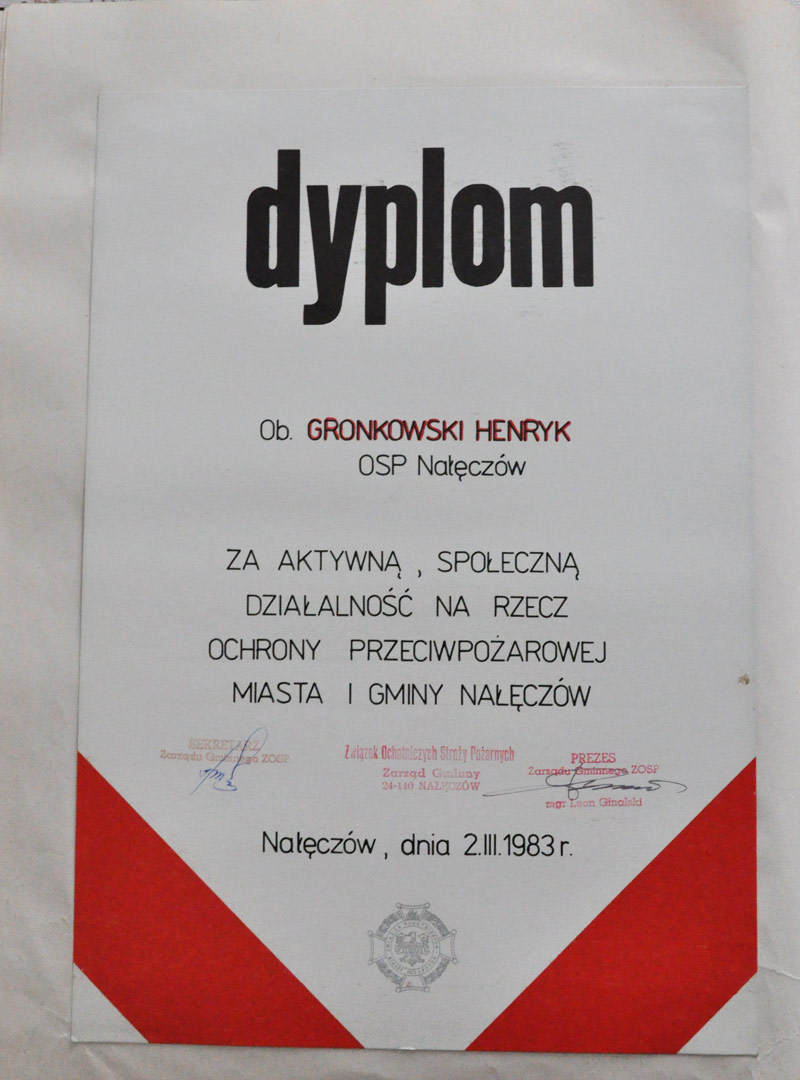 dyplom
Ob. GRONKOWSKI HENRYK
OSP Nałęczów
ZA AKTYWNĄ , SPOŁECZNĄ
DZIAŁALNOŚĆ NA RZECZ
OCHRONY PRZECIWPOŻAROWEJ
MIASTA I GMINY NAŁĘCZÓW
SEKRETARZ
Zarządu Gminnego ZOSP
Związek Ochotniczych Straży Pożarnych
Zarząd Gminny
24-140 NAŁĘCZÓW
PREZES
Zarządu Gminnego ZOSP
mgr Leon Ginalski
Nałęczów, dnia 2.III.1983 r.